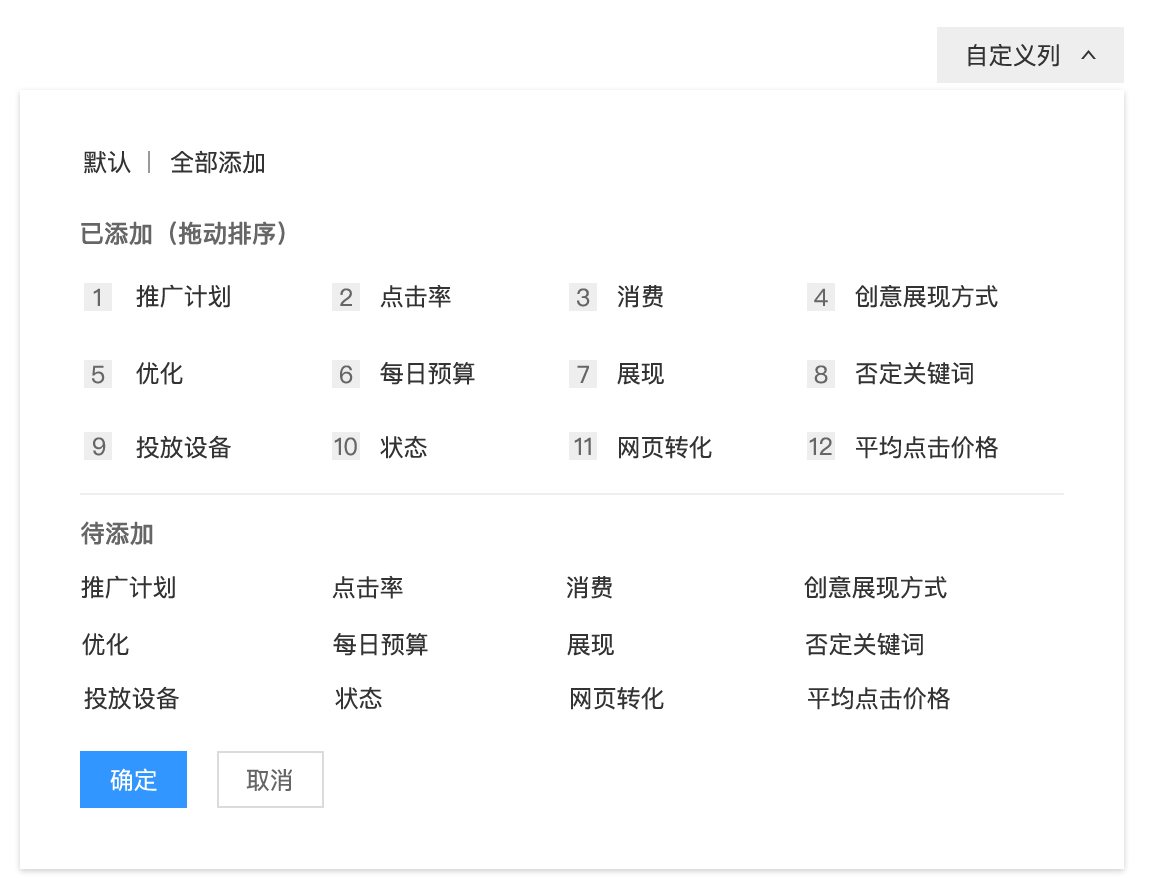 自定义列
默认 | 全部添加
已添加（拖动排序）
1 推广计划 2 点击率 3 消费 4 创意展现方式
5 优化 6 每日预算 7 展现 8 否定关键词
9 投放设备 10 状态 11 网页转化 12 平均点击价格
待添加
推广计划 点击率 消费 创意展现方式
优化 每日预算 展现 否定关键词
投放设备 状态 网页转化 平均点击价格
确定 取消